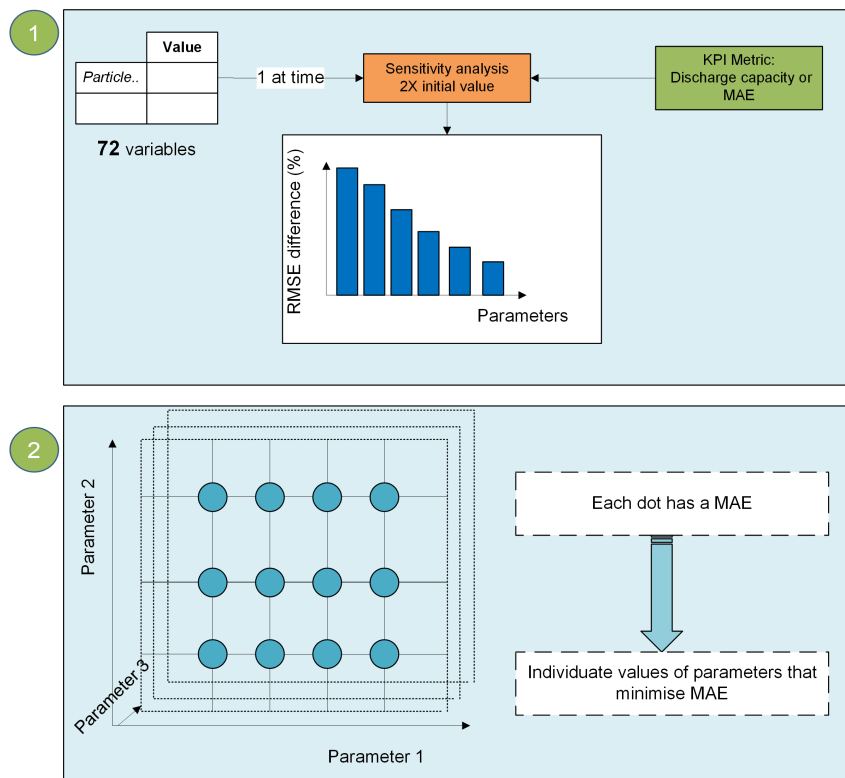 1
Value
Particle..
1 at time
Sensitivity analysis
2X initial value
KPI Metric:
Discharge capacity or
MAE
72 variables
RMSE difference (%)
Parameters
2
Parameter 2
Parameter 3
Parameter 1
Each dot has a MAE
Individuate values of parameters that
minimise MAE